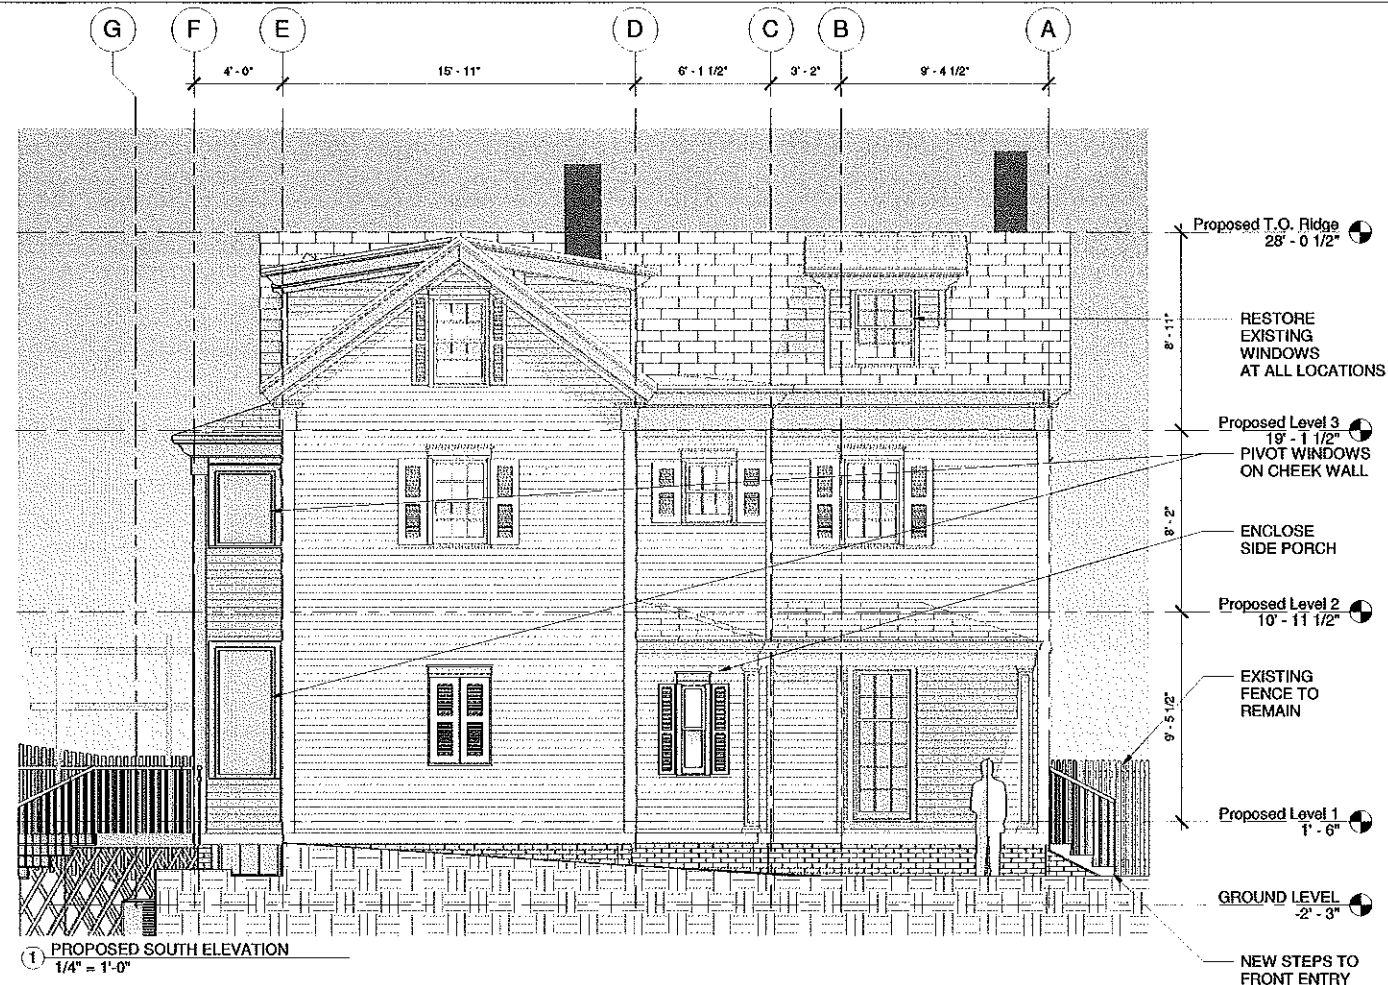 G F E D C B A
4' - 0" 15' - 11" 6' - 1 1/2" 3' - 2" 9' - 4 1/2"
Proposed T.O. Ridge
28' - 0 1/2"
8' - 11"
RESTORE
EXISTING
WINDOWS
AT ALL LOCATIONS
Proposed Level 3
19' - 1 1/2"
PIVOT WINDOWS
ON CHEEK WALL
8' - 2"
ENCLOSE
SIDE PORCH
Proposed Level 2
10' - 11 1/2"
EXISTING
FENCE TO
REMAIN
9' - 5 1/2"
Proposed Level 1
1' - 6"
GROUND LEVEL
-2' - 3"
NEW STEPS TO
FRONT ENTRY
1 PROPOSED SOUTH ELEVATION
1/4" = 1'-0"